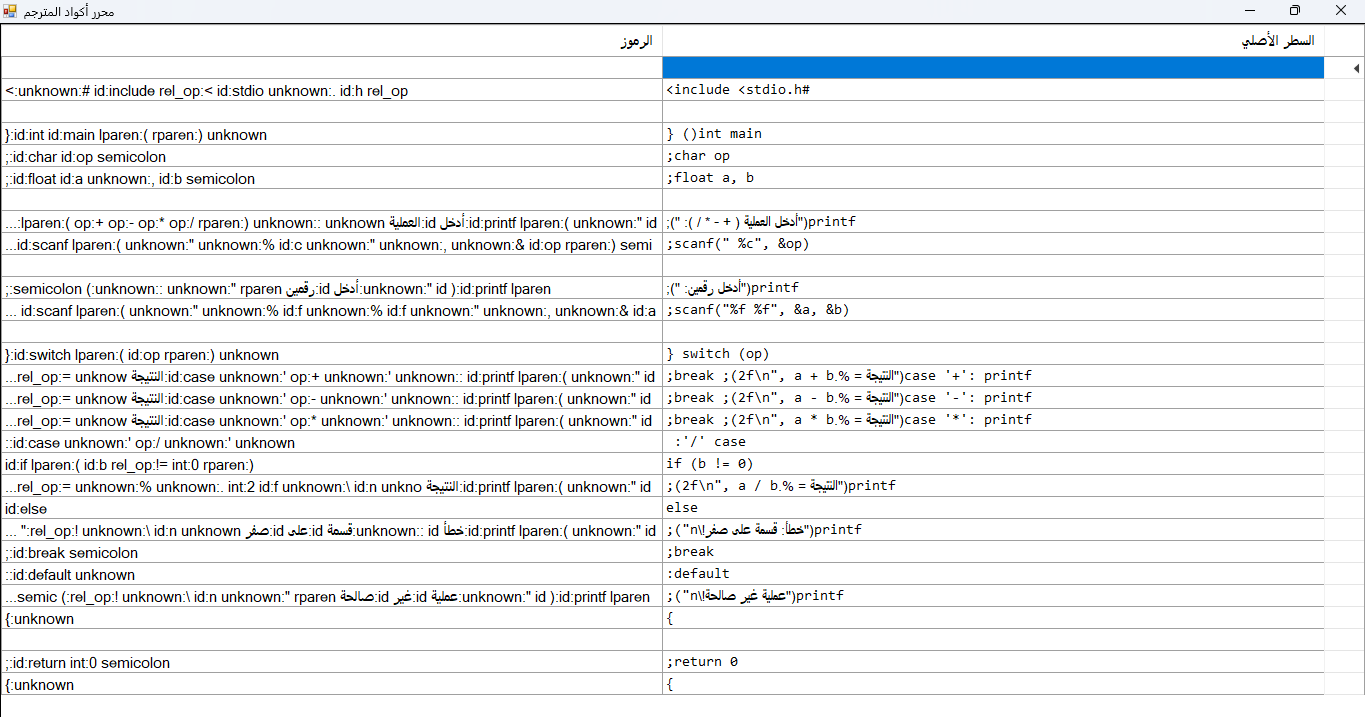 محرر أكواد المترجم
السطر الأصلي
الرموز
#include <stdio.h>
unknown:# id:include rel_op:< id:stdio unknown:. id:h rel_op:>
int main() {
id:int id:main lparen:( rparen:) unknown:{
char op;
id:char id:op semicolon:;
float a, b;
id:float id:a unknown:, id:b semicolon:;
printf("أدخل العملية ( + - * / ): ");
id:printf lparen:( unknown:" id:أدخل id:العملية lparen:( op:+ op:- op:* op:/ rparen:) unknown:: unknown:...
scanf(" %c", &op);
id:scanf lparen:( unknown:" unknown:% id:c unknown:" unknown:, unknown:& id:op rparen:) semi...
printf("أدخل رقمين: ");
id:printf lparen:( unknown:" id:أدخل id:رقمين unknown:: unknown:" rparen:) semicolon:;
scanf("%f %f", &a, &b);
id:scanf lparen:( unknown:" unknown:% id:f unknown:% id:f unknown:" unknown:, unknown:& id:a ...
switch (op) {
id:switch lparen:( id:op rparen:) unknown:{
case '+': printf("النتيجة = %.2f\n", a + b); break;
id:case unknown:' op:+ unknown:' unknown:: id:printf lparen:( unknown:" id:النتيجة rel_op:= unknow...
case '-': printf("النتيجة = %.2f\n", a - b); break;
id:case unknown:' op:- unknown:' unknown:: id:printf lparen:( unknown:" id:النتيجة rel_op:= unknow...
case '*': printf("النتيجة = %.2f\n", a * b); break;
id:case unknown:' op:* unknown:' unknown:: id:printf lparen:( unknown:" id:النتيجة rel_op:= unknow...
case '/':
id:case unknown:' op:/ unknown:' unknown::
if (b != 0)
id:if lparen:( id:b rel_op:!= int:0 rparen:)
printf("النتيجة = %.2f\n", a / b);
id:printf lparen:( unknown:" id:النتيجة rel_op:= unknown:% unknown:. int:2 id:f unknown:\ id:n unkno...
else
id:else
printf("خطأ: قسمة على صفر!\n");
id:printf lparen:( unknown:" id:خطأ unknown:: id:قسمة id:على id:صفر rel_op:! unknown:\ id:n unknown:" ...
break;
id:break semicolon:;
default:
id:default unknown::
printf("عملية غير صالحة!\n");
id:printf lparen:( unknown:" id:عملية id:غير id:صالحة rel_op:! unknown:\ id:n unknown:" rparen:) semic...
}
unknown:}
return 0;
id:return int:0 semicolon:;
}
unknown:}